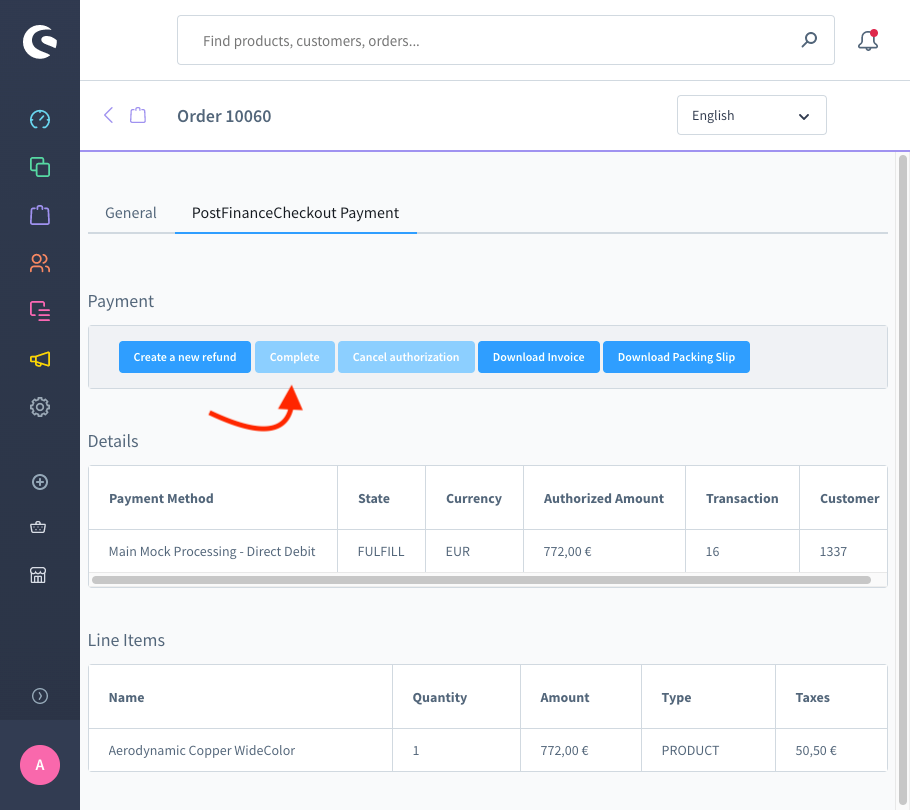 Find products, customers, orders...
Order 10060
English
General
PostFinanceCheckout Payment
Payment
Create a new refund
Complete
Cancel authorization
Download Invoice
Download Packing Slip
Details
Payment Method State Currency Authorized Amount Transaction Customer
Main Mock Processing - Direct Debit FULFILL EUR 772,00 € 16 1337
Line Items
Name Quantity Amount Type Taxes
Aerodynamic Copper WideColor 1 772,00 € PRODUCT 50,50 €
A